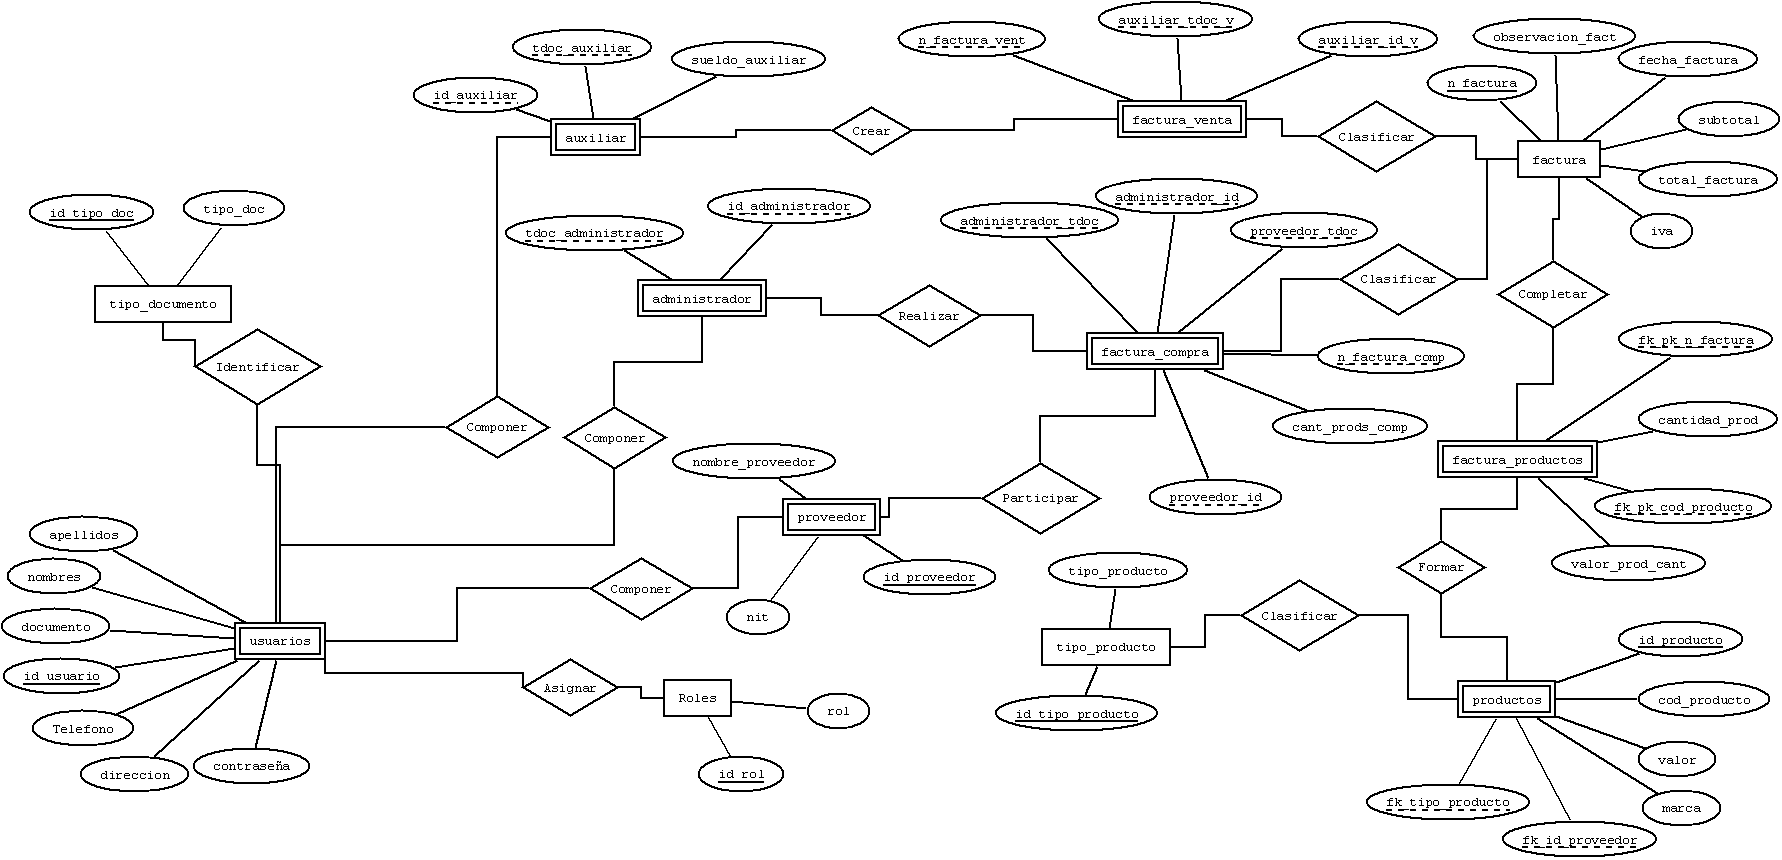 auxiliar_tdoc_v
n_factura_vent
auxiliar_id_v
observacion_fact
tdoc_auxiliar
sueldo_auxiliar
fecha_factura
n_factura
id_auxiliar
subtotal
factura_venta
auxiliar
Crear
Clasificar
factura
total_factura
id_tipo_doc
tipo_doc
id_administrador
administrador_id
administrador_tdoc
proveedor_tdoc
iva
tdoc_administrador
Clasificar
Completar
tipo_documento
administrador
Realizar
fk_pk_n_factura
factura_compra
n_factura_comp
Identificar
cantidad_prod
Componer
cant_prods_comp
Componer
nombre_proveedor
factura_productos
Participar
proveedor_id
fk_pk_cod_producto
proveedor
apellidos
valor_prod_cant
Formar
tipo_producto
nombres
id_proveedor
Componer
nit
Clasificar
documento
usuarios
id_producto
tipo_producto
id_usuario
Asignar
Roles
productos
cod_producto
rol
id_tipo_producto
Telefono
valor
contraseña
direccion
id_rol
fk_tipo_producto
marca
fk_id_proveedor